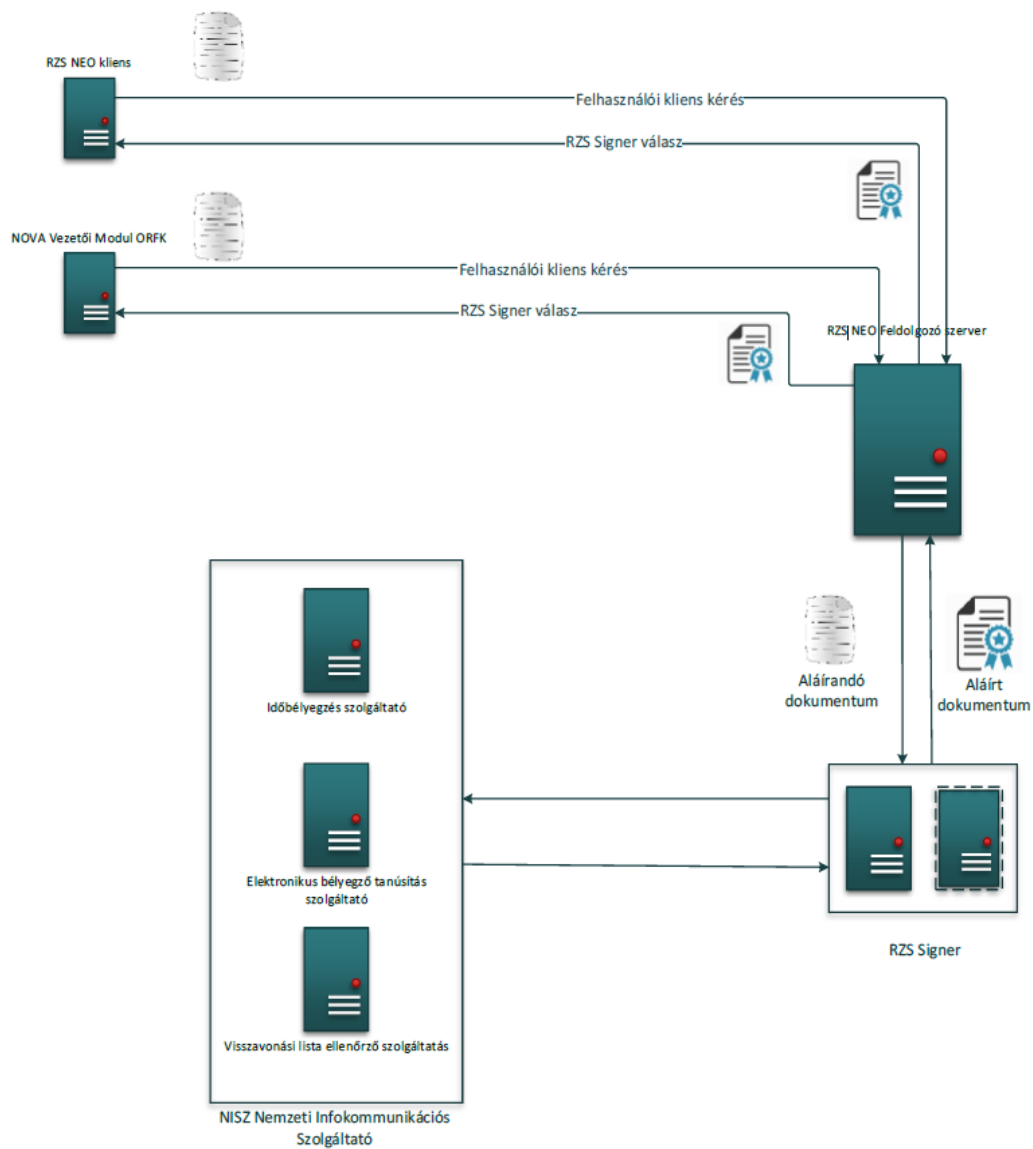 RZS NEO kliens
Felhasználói kliens kérés
RZS Signer válasz
NOVA Vezetői Modul ORFK
Felhasználói kliens kérés
RZS Signer válasz
RZS NEO Feldolgozó szerver
Aláírandó
dokumentum
Aláírt
dokumentum
Időbélyegzés szolgáltató
Elektronikus bélyegző tanúsítás
szolgáltató
Visszavonási lista ellenőrző szolgáltatás
RZS Signer
NISZ Nemzeti Infokommunikációs
Szolgáltató